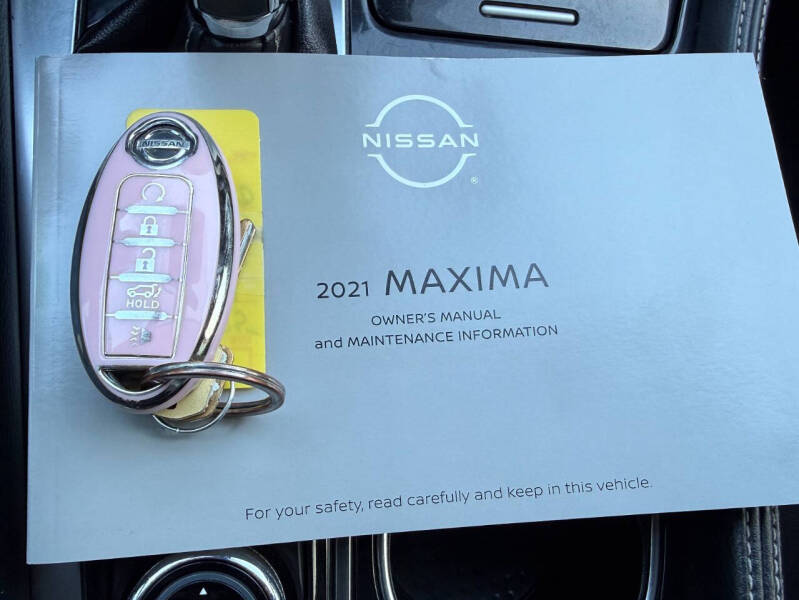 NISSAN
NISSAN
®
HOLD
2021 MAXIMA
OWNER'S MANUAL
and MAINTENANCE INFORMATION
For your safety, read carefully and keep in this vehicle.